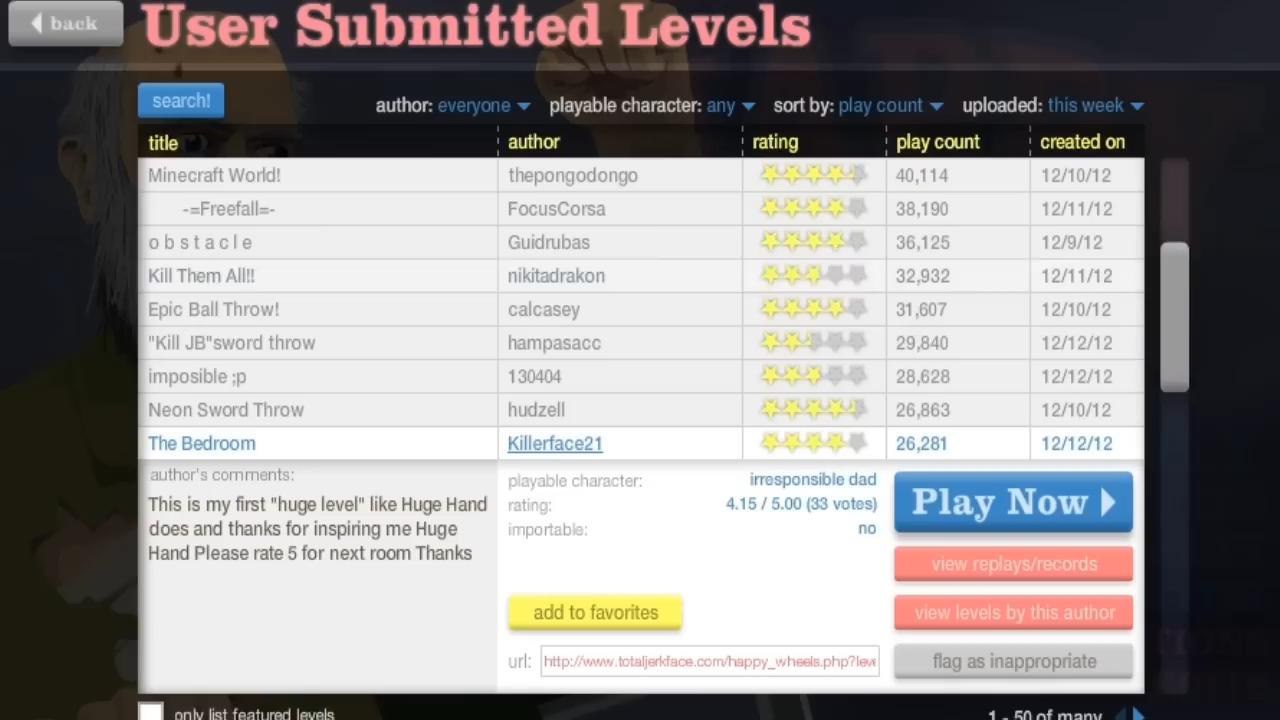 back
User Submitted Levels
search!
author: everyone playable character: any sort by: play count uploaded: this week
title author rating play count created on
Minecraft World! thepongodongo 40,114 12/10/12
-=Freefall=- FocusCorsa 38,190 12/11/12
o b s t a c l e Guidrubas 36,125 12/9/12
Kill Them All!! nikitadrakon 32,932 12/11/12
Epic Ball Throw! calcasey 31,607 12/10/12
"Kill JB"sword throw hampasacc 29,840 12/12/12
imposible ;p 130404 28,628 12/12/12
Neon Sword Throw hudzell 26,863 12/10/12
The Bedroom Killerface21 26,281 12/12/12
author's comments:
This is my first "huge level" like Huge Hand
does and thanks for inspiring me Huge
Hand Please rate 5 for next room Thanks
playable character: irresponsible dad
rating: 4.15 / 5.00 (33 votes)
importable: no
add to favorites
url: http://www.totaljerkface.com/happy_wheels.php?leve
Play Now
view replays/records
view levels by this author
flag as inappropriate
only list featured levels
1 - 50 of many